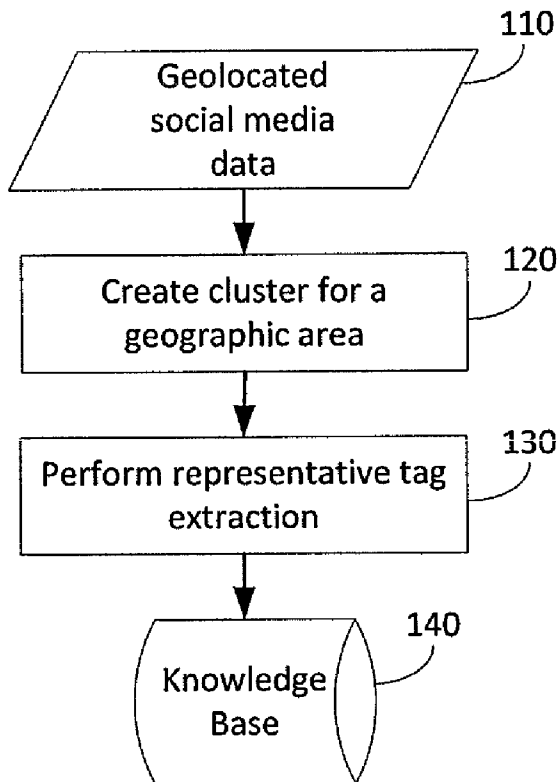 110
Geolocated
social media
data
120
Create cluster for a
geographic area
130
Perform representative tag
extraction
140
Knowledge
Base